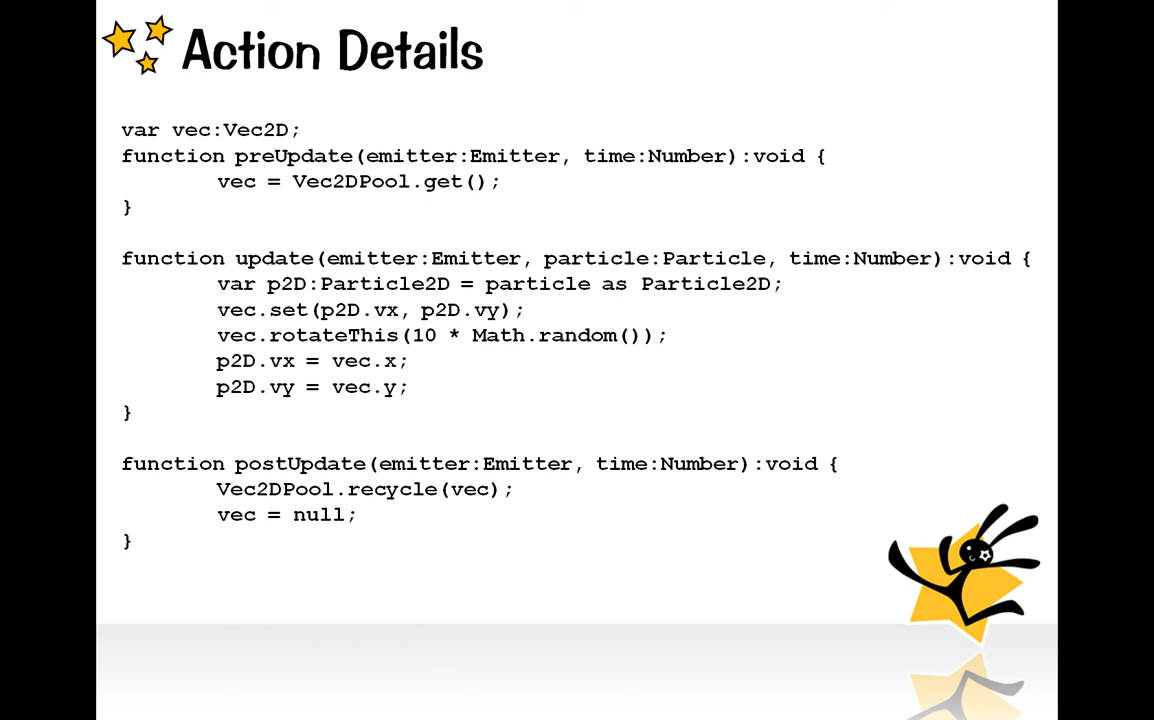 Action Details
var vec:Vec2D;
function preUpdate(emitter:Emitter, time:Number):void {
vec = Vec2DPool.get();
}
function update(emitter:Emitter, particle:Particle, time:Number):void {
var p2D:Particle2D = particle as Particle2D;
vec.set(p2D.vx, p2D.vy);
vec.rotateThis(10 * Math.random());
p2D.vx = vec.x;
p2D.vy = vec.y;
}
function postUpdate(emitter:Emitter, time:Number):void {
Vec2DPool.recycle(vec);
vec = null;
}